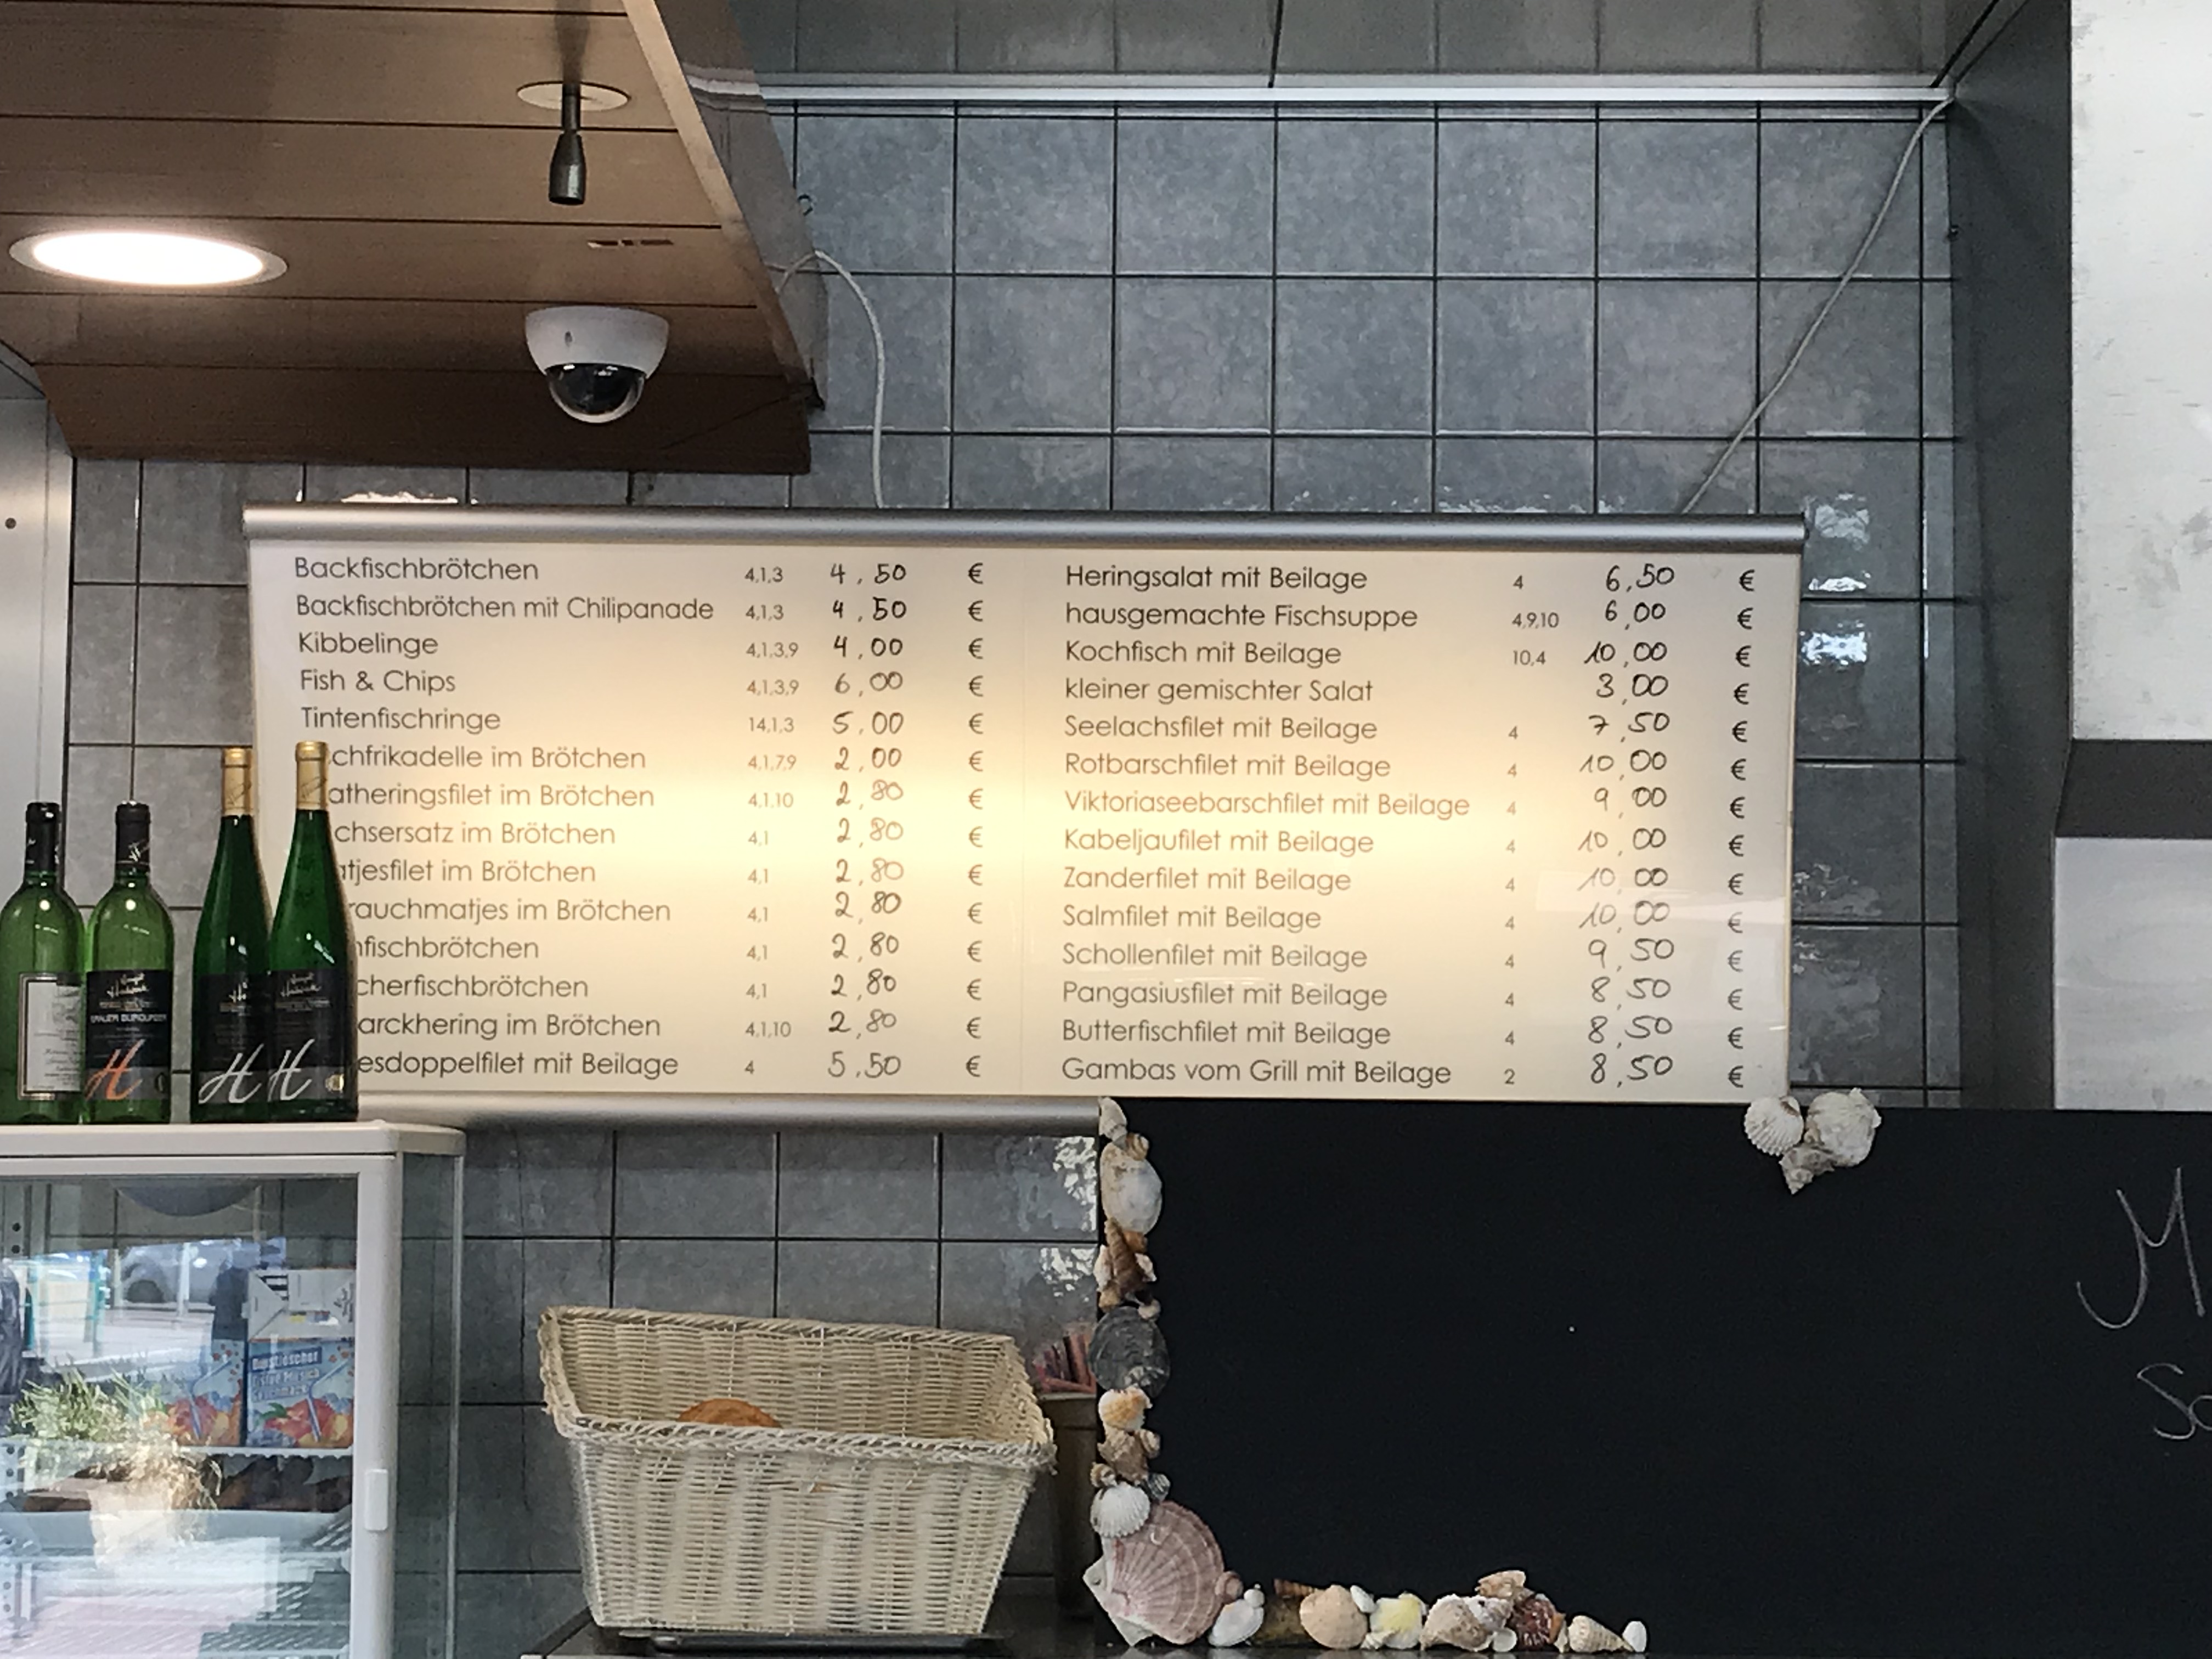 Backfischbrötchen 4,1,3 4,50 €
Backfischbrötchen mit Chilipanade 4,1,3 4,50 €
Kibbelinge 4,1,3,9 4,00 €
Fish & Chips 4,1,3,9 6,00 €
Tintenfischringe 14,1,3 5,00 €
chfrikadelle im Brötchen 4,1,7,9 2,00 €
atheringsfilet im Brötchen 4,1,10 2,80 €
chsersatz im Brötchen 4,1 2,80 €
atjesfilet im Brötchen 4,1 2,80 €
rauchmatjes im Brötchen 4,1 2,80 €
nfischbrötchen 4,1 2,80 €
cherfischbrötchen 4,1 2,80 €
arckhering im Brötchen 4,1,10 2,80 €
esdoppelfilet mit Beilage 4 5,50 €
Heringsalat mit Beilage 4 6,50 €
hausgemachte Fischsuppe 4,9,10 6,00 €
Kochfisch mit Beilage 10,4 10,00 €
kleiner gemischter Salat 3,00 €
Seelachsfilet mit Beilage 4 7,50 €
Rotbarschfilet mit Beilage 4 10,00 €
Viktoriaseebarschfilet mit Beilage 4 9,00 €
Kabeljaufilet mit Beilage 4 10,00 €
Zanderfilet mit Beilage 4 10,00 €
Salmfilet mit Beilage 4 10,00 €
Schollenfilet mit Beilage 4 9,50 €
Pangasiusfilet mit Beilage 4 8,50 €
Butterfischfilet mit Beilage 4 8,50 €
Gambas vom Grill mit Beilage 2 8,50 €
GRAUER BURGUNDER
H
H
H
M
So
Durstlöscher